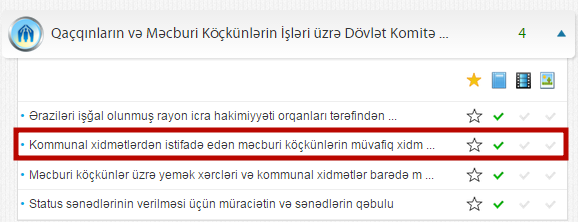 Qaçqınların və Məcburi Köçkünlərin İşləri üzrə Dövlət Komitə ... 4
Əraziləri işğal olunmuş rayon icra hakimiyyəti orqanları tərəfindən ...
Kommunal xidmətlərdən istifadə edən məcburi köçkünlərin müvafiq xidm ...
Məcburi köçkünlər üzrə yemək xərcləri və kommunal xidmətlər barədə m ...
Status sənədlərinin verilməsi üçün müraciətin və sənədlərin qəbulu